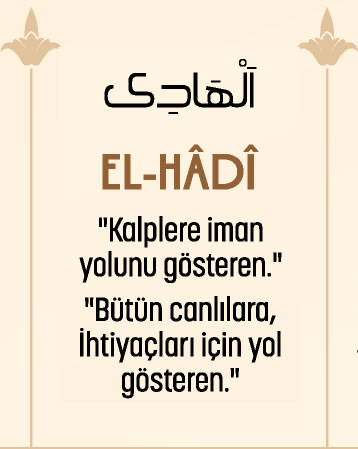 اَلْهَادِى
EL-HÂDÎ
"Kalplere iman
yolunu gösteren."
"Bütün canlılara,
İhtiyaçları için yol
gösteren."